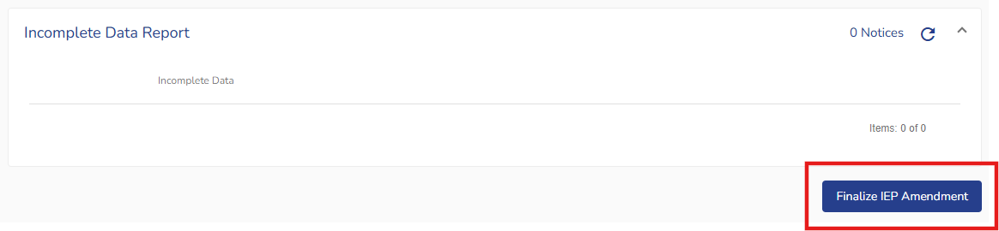 Incomplete Data Report
0 Notices
Incomplete Data
Items: 0 of 0
Finalize IEP Amendment